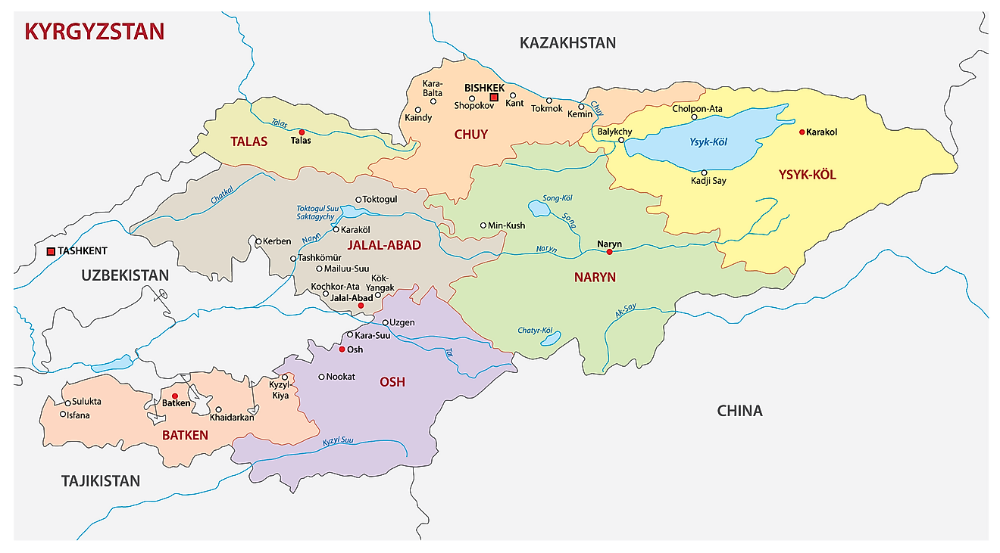 KYRGYZSTAN
KAZAKHSTAN
Kara-
Balta
BISHKEK
Shopokov
Kant
Tokmok
Kemin
Chuy
Kaindy
Cholpon-Ata
Talas
Talas
TALAS
CHUY
Balykchy
Ysyk-Köl
Karakol
Kadji Say
YSYK-KÖL
Chatkal
Toktogul
Toktogul Suu
Saktagychy
Song-Köl
Song
Min-Kush
Karaköl
Naryn
Kerben
JALAL-ABAD
Naryn
Naryn
TASHKENT
Tashkömür
Mailuu-Suu
UZBEKISTAN
Kök-
Yangak
Kochkor-Ata
Jalal-Abad
NARYN
Ak-Say
Uzgen
Chatyr-Köl
Kara-Suu
Osh
Tar
Nookat
OSH
Kyzyl-
Kiya
Sulukta
Isfana
Batken
Khaidarkan
BATKEN
Kyzyl Suu
CHINA
TAJIKISTAN